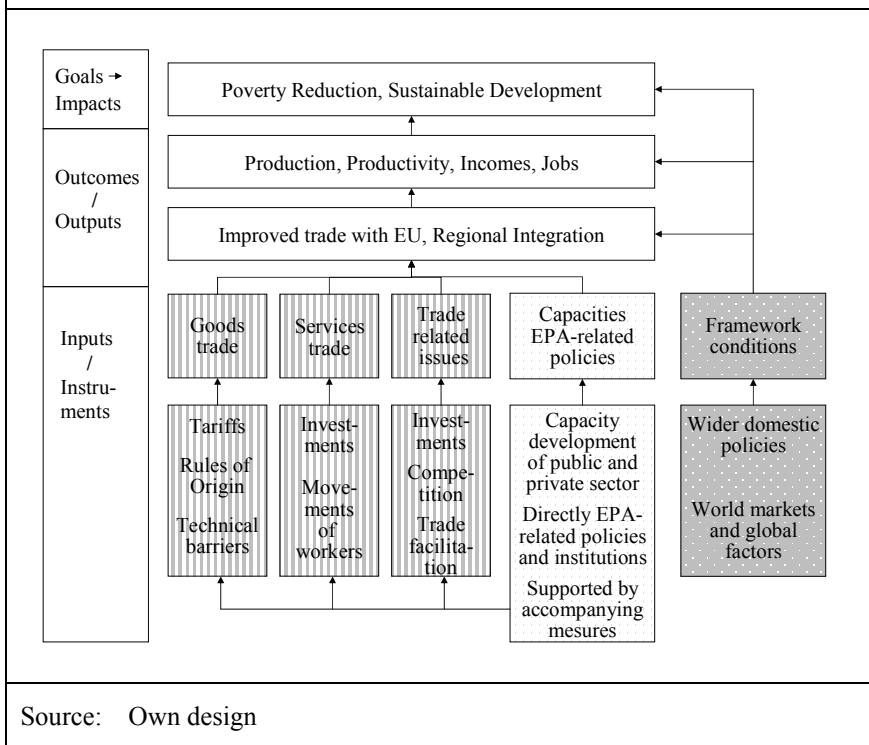 Goals →
Impacts
Poverty Reduction, Sustainable Development
Outcomes
/
Outputs
Production, Productivity, Incomes, Jobs
Improved trade with EU, Regional Integration
Inputs
/
Instru-
ments
Goods
trade
Services
trade
Trade
related
issues
Capacities
EPA-related
policies
Framework
conditions
Tariffs
Rules of
Origin
Technical
barriers
Invest-
ments
Move-
ments
of
workers
Invest-
ments
Compe-
tition
Trade
facilita-
tion
Capacity
development
of public and
private sector
Directly EPA-
related policies
and institutions
Supported by
accompanying
mesures
Wider domestic
policies
World markets
and global
factors
Source: Own design